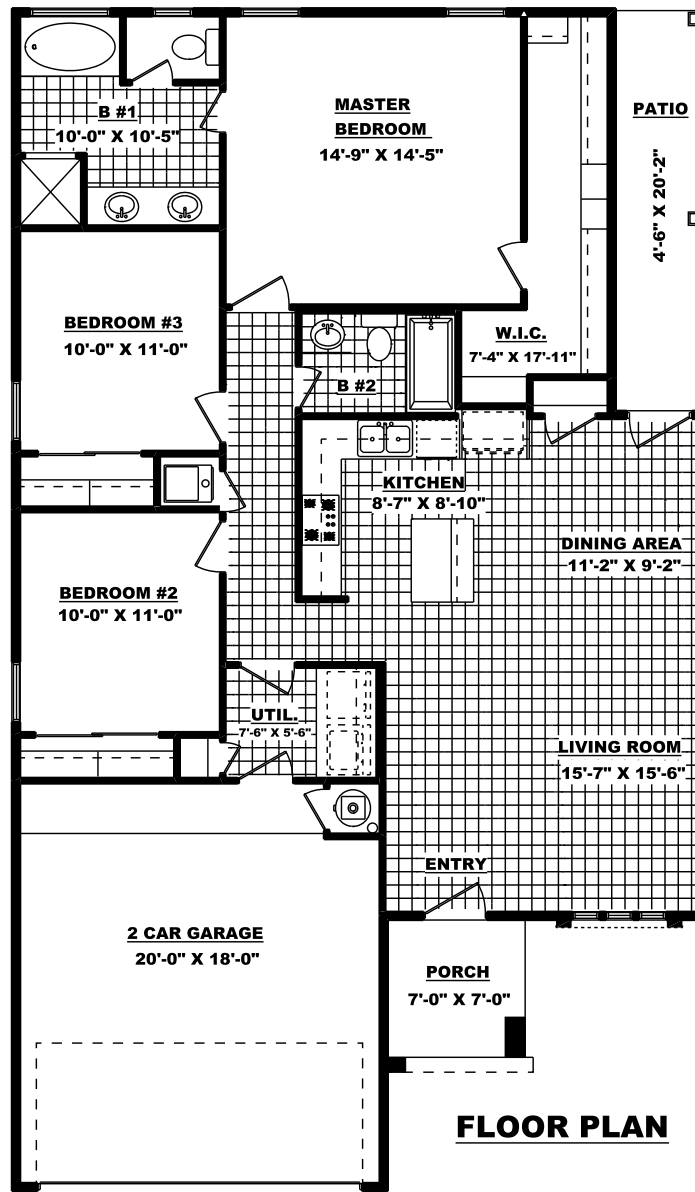 B #1
10'-0" X 10'-5"
MASTER
BEDROOM
14'-9" X 14'-5"
PATIO
4'-6" X 20'-2"
BEDROOM #3
10'-0" X 11'-0"
W.I.C.
7'-4" X 17'-11"
B #2
KITCHEN
8'-7" X 8'-10"
DINING AREA
11'-2" X 9'-2"
BEDROOM #2
10'-0" X 11'-0"
UTIL.
7'-6" X 5'-6"
LIVING ROOM
15'-7" X 15'-6"
ENTRY
2 CAR GARAGE
20'-0" X 18'-0"
PORCH
7'-0" X 7'-0"
FLOOR PLAN